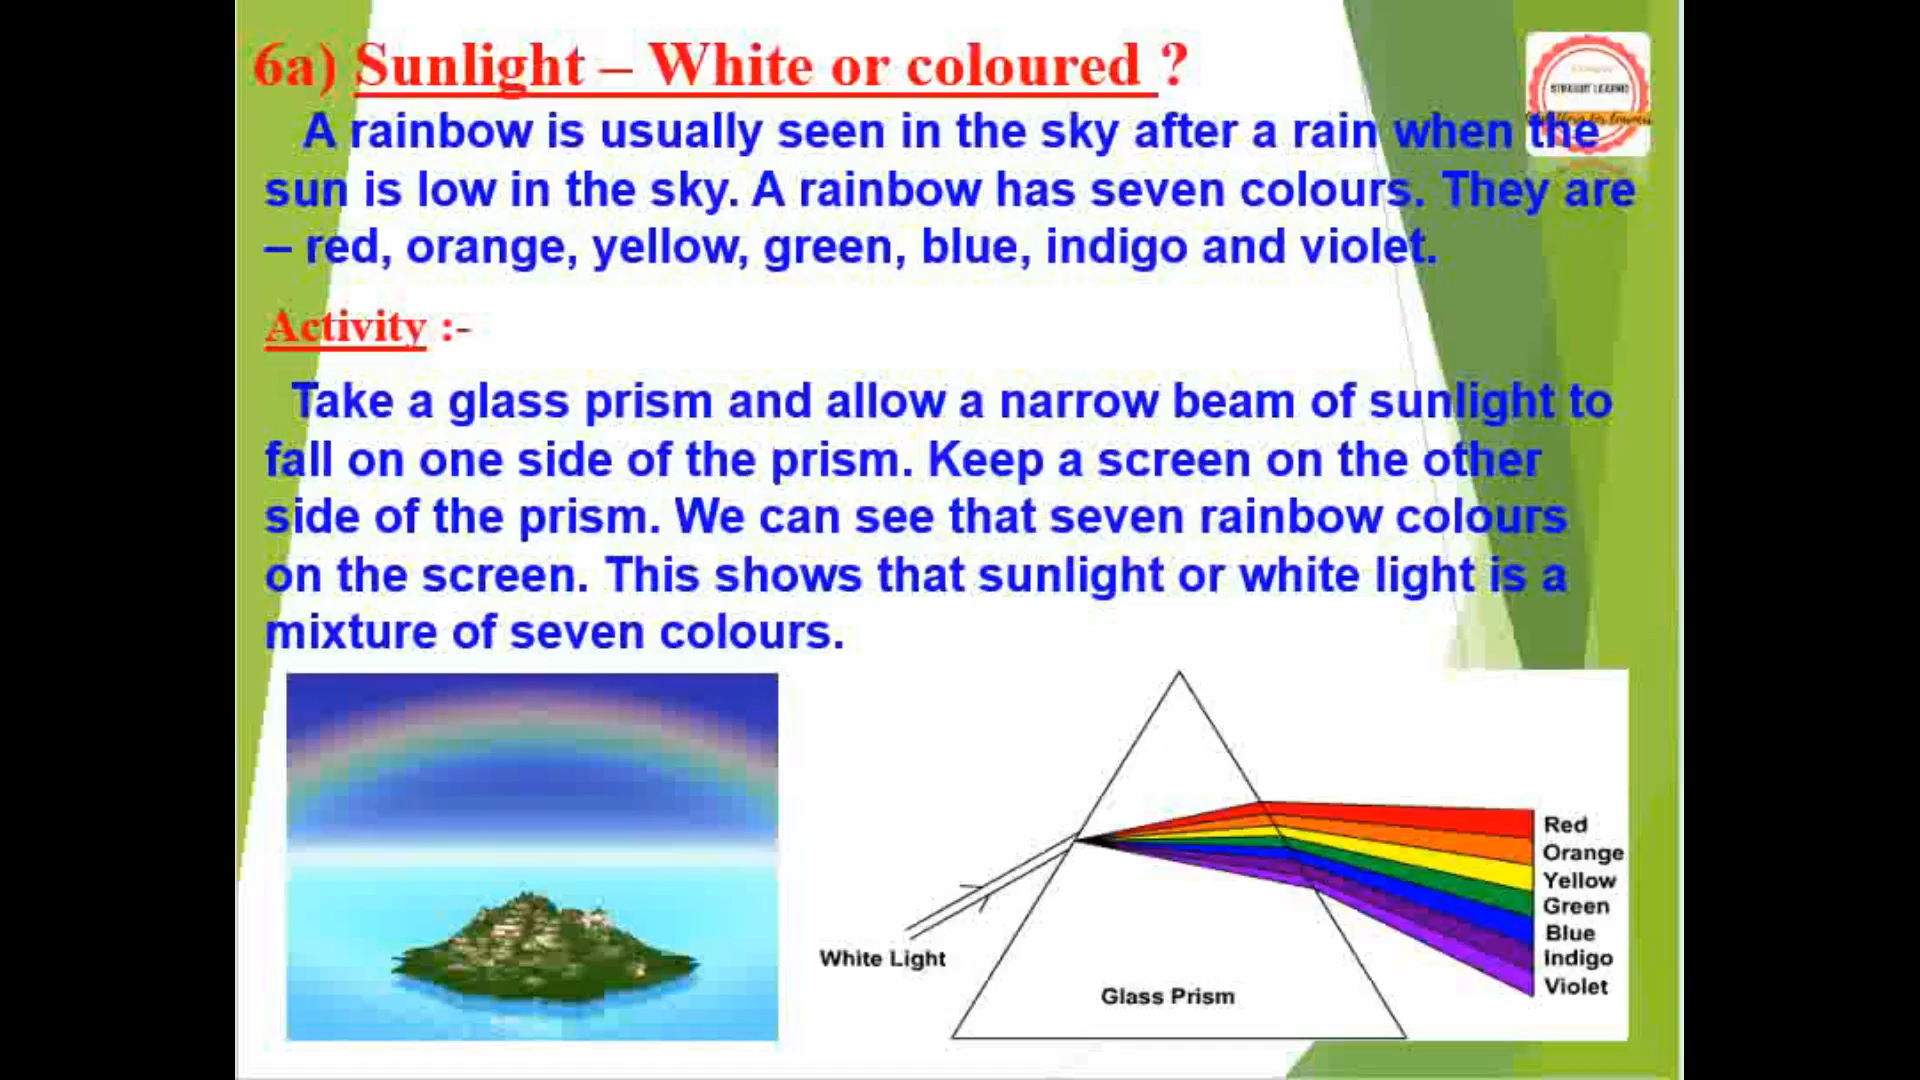 6a) Sunlight – White or coloured ?
A rainbow is usually seen in the sky after a rain when the
sun is low in the sky. A rainbow has seven colours. They are
– red, orange, yellow, green, blue, indigo and violet.
Activity :-
Take a glass prism and allow a narrow beam of sunlight to
fall on one side of the prism. Keep a screen on the other
side of the prism. We can see that seven rainbow colours
on the screen. This shows that sunlight or white light is a
mixture of seven colours.
Red
Orange
Yellow
Green
Blue
Indigo
Violet
White Light
Glass Prism